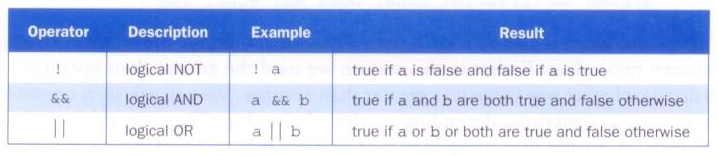 Operator Description Example Result
! logical NOT ! a true if a is false and false if a is true
&& logical AND a && b true if a and b are both true and false otherwise
|| logical OR a || b true if a or b or both are true and false otherwise